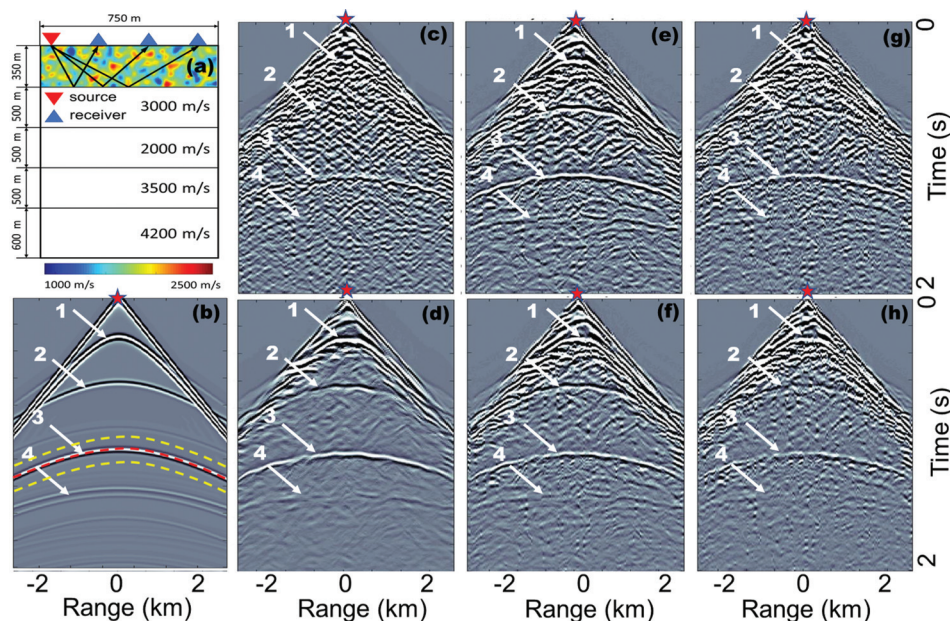 750 m
(a)
350 m
source
receiver
500 m
3000 m/s
500 m
2000 m/s
500 m
3500 m/s
600 m
4200 m/s
1000 m/s
2500 m/s
(c)
1
2
3
4
(e)
1
2
3
4
(g)
1
2
3
4
0
Time (s)
2
(b)
1
2
3
4
(d)
1
2
3
4
(f)
1
2
3
4
(h)
1
2
3
4
0
Time (s)
2
-2 0 2
Range (km)
-2 0 2
Range (km)
-2 0 2
Range (km)
-2 0 2
Range (km)